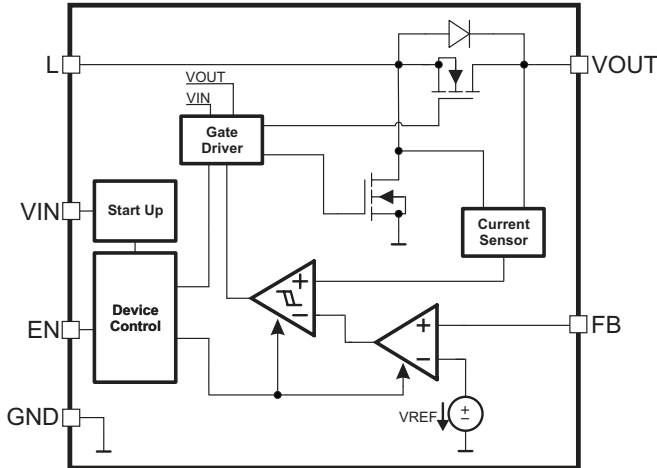 L
VOUT
VOUT
VIN
Gate
Driver
VIN
Start Up
Current
Sensor
Device
Control
EN
FB
GND
VREF